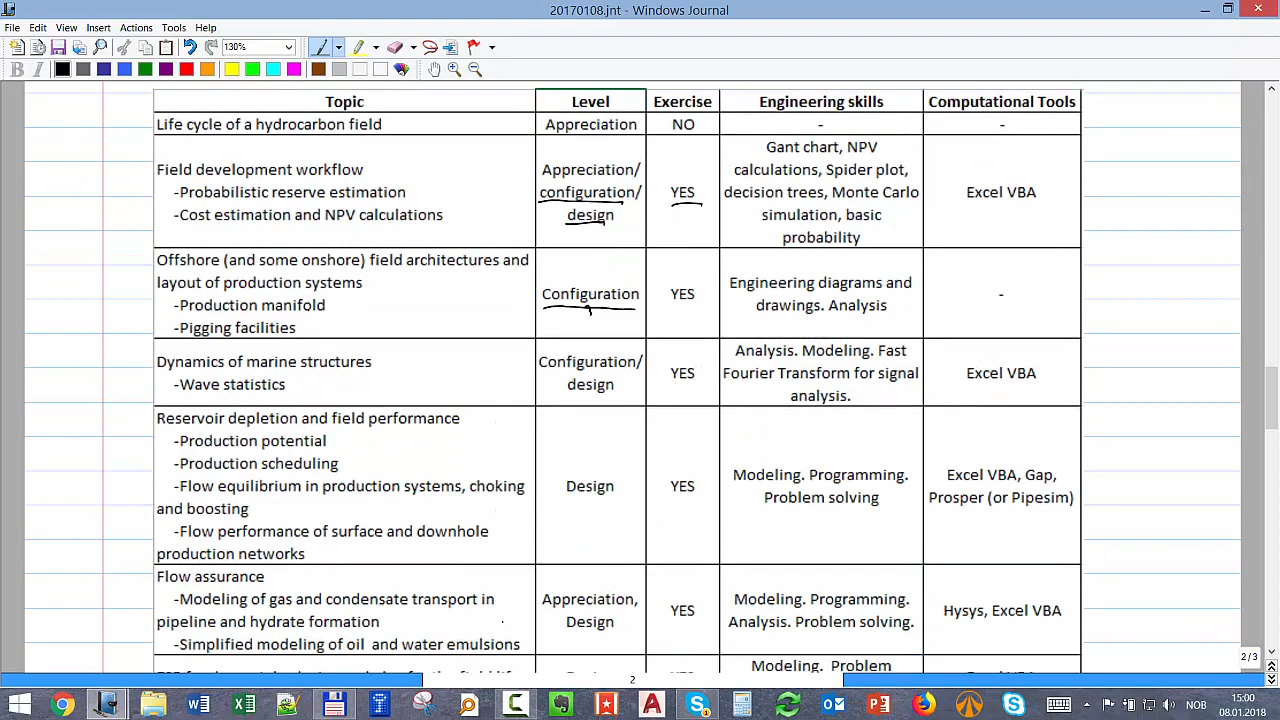 20170108.jnt - Windows Journal
File Edit View Insert Actions Tools Help
130%
Topic Level Exercise Engineering skills Computational Tools
Life cycle of a hydrocarbon field Appreciation NO - -
Field development workflow
-Probabilistic reserve estimation
-Cost estimation and NPV calculations
Appreciation/
configuration/
design
YES
Gant chart, NPV
calculations, Spider plot,
decision trees, Monte Carlo
simulation, basic
probability
Excel VBA
Offshore (and some onshore) field architectures and
layout of production systems
-Production manifold
-Pigging facilities
Configuration
YES
Engineering diagrams and
drawings. Analysis
-
Dynamics of marine structures
-Wave statistics
Configuration/
design
YES
Analysis. Modeling. Fast
Fourier Transform for signal
analysis.
Excel VBA
Reservoir depletion and field performance
-Production potential
-Production scheduling
-Flow equilibrium in production systems, choking
and boosting
-Flow performance of surface and downhole
production networks
Design
YES
Modeling. Programming.
Problem solving
Excel VBA, Gap,
Prosper (or Pipesim)
Flow assurance
-Modeling of gas and condensate transport in
pipeline and hydrate formation
-Simplified modeling of oil and water emulsions
Appreciation,
Design
YES
Modeling. Programming.
Analysis. Problem solving.
Hysys, Excel VBA
Modeling. Problem
2/3
2
NOB
15:00
08.01.2018